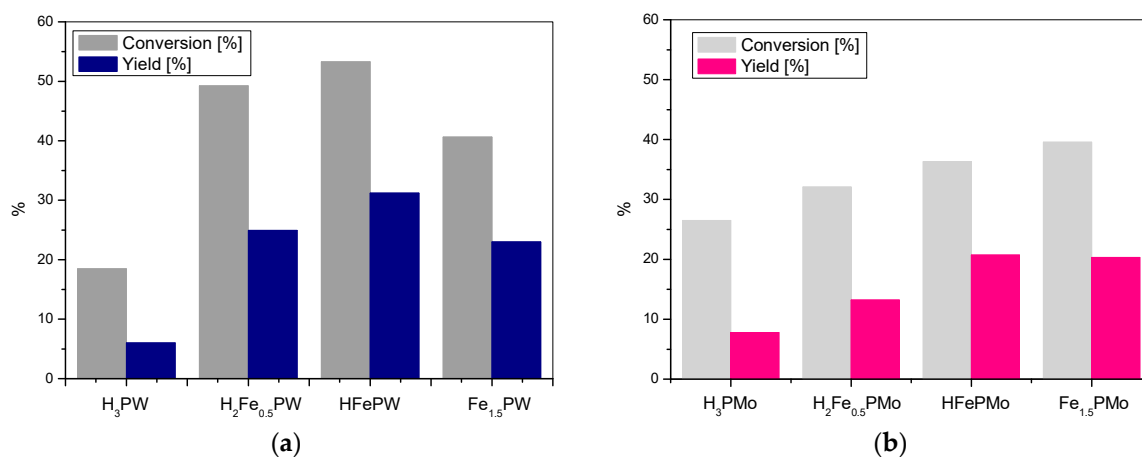 60
50
40
30
20
10
0
%
Conversion [%]
Yield [%]
H₃PW
H₂Fe₀.₅PW
HFePW
Fe₁.₅PW
(a)
60
50
40
30
20
10
0
%
Conversion [%]
Yield [%]
H₃PMo
H₂Fe₀.₅PMo
HFePMo
Fe₁.₅PMo
(b)